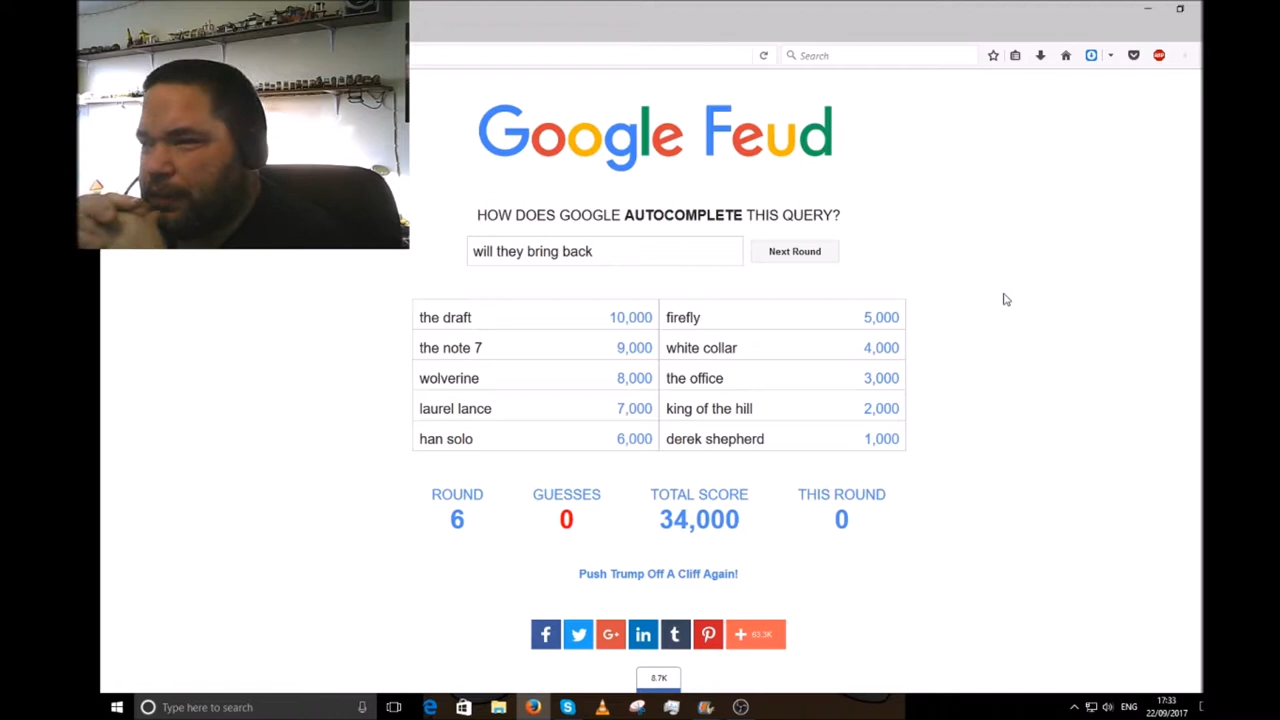 Search
Google Feud
HOW DOES GOOGLE AUTOCOMPLETE THIS QUERY?
will they bring back
Next Round
the draft 10,000 firefly 5,000
the note 7 9,000 white collar 4,000
wolverine 8,000 the office 3,000
laurel lance 7,000 king of the hill 2,000
han solo 6,000 derek shepherd 1,000
ROUND GUESSES TOTAL SCORE THIS ROUND
6 0 34,000 0
Push Trump Off A Cliff Again!
63.3K
8.7K
Type here to search
ENG
17:33
22/09/2017